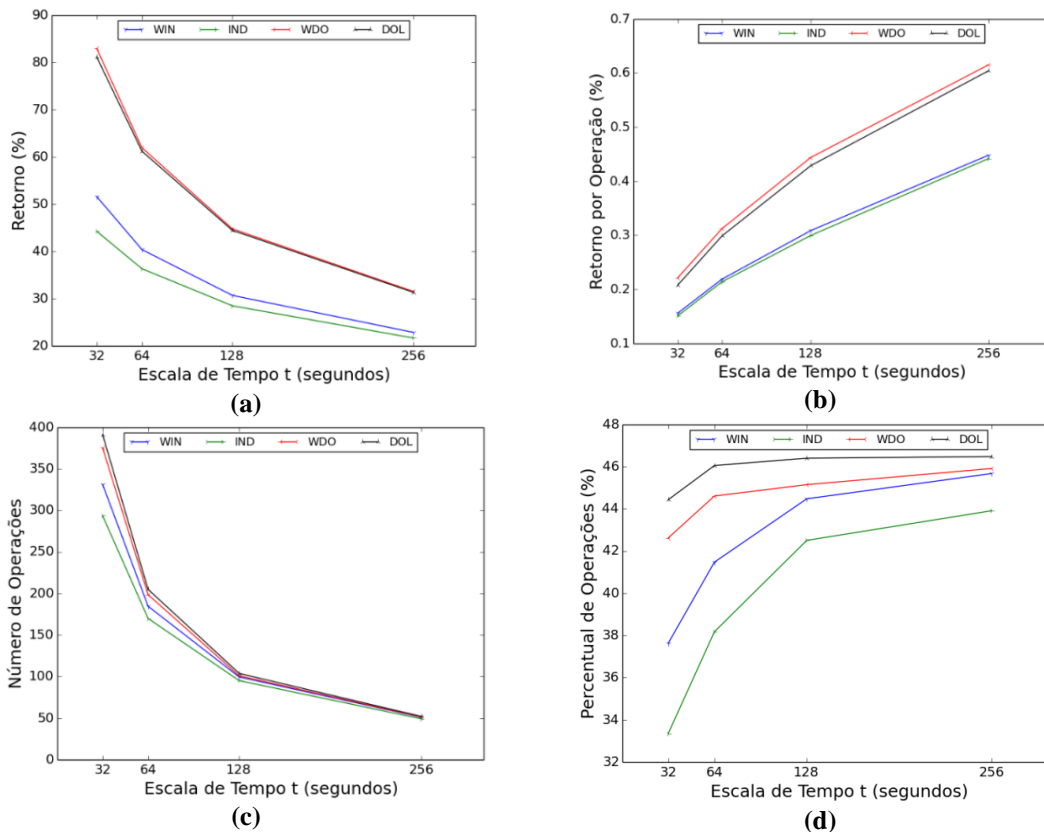 90
80
70
60
50
40
30
20
Retorno (%)
WIN IND WDO DOL
32 64 128 256
Escala de Tempo t (segundos)
(a)
0.7
0.6
0.5
0.4
0.3
0.2
0.1
Retorno por Operação (%)
WIN IND WDO DOL
32 64 128 256
Escala de Tempo t (segundos)
(b)
400
350
300
250
200
150
100
50
0
Número de Operações
WIN IND WDO DOL
32 64 128 256
Escala de Tempo t (segundos)
(c)
48
46
44
42
40
38
36
34
32
Percentual de Operações (%)
WIN IND WDO DOL
32 64 128 256
Escala de Tempo t (segundos)
(d)